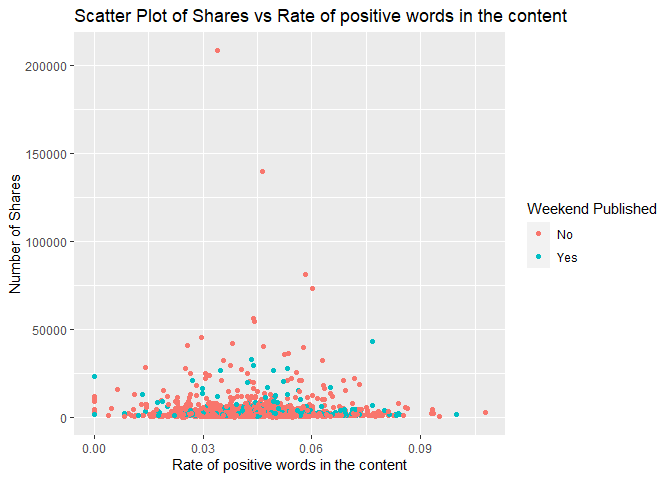 Scatter Plot of Shares vs Rate of positive words in the content
200000
150000
100000
50000
0
Number of Shares
0.00 0.03 0.06 0.09
Rate of positive words in the content
Weekend Published
No
Yes